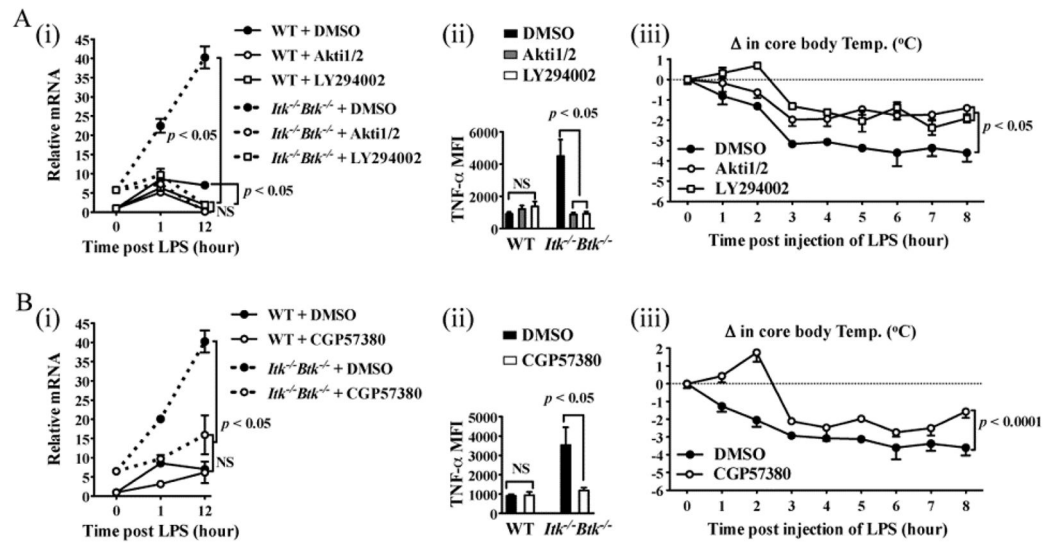 A
(i)
WT + DMSO
WT + Akti1/2
WT + LY294002
Itk-/-Btk-/- + DMSO
Itk-/-Btk-/- + Akti1/2
Itk-/-Btk-/- + LY294002
Relative mRNA
45
40
35
30
25
20
15
10
5
0
p < 0.05
p < 0.05
NS
0 1 12
Time post LPS (hour)
(ii)
DMSO
Akti1/2
LY294002
TNF-α MFI
6000
4000
2000
0
p < 0.05
NS
WT Itk-/-Btk-/-
(iii)
Δ in core body Temp. (oC)
2
1
0
-1
-2
-3
-4
-5
-6
p < 0.05
DMSO
Akti1/2
LY294002
0 1 2 3 4 5 6 7 8
Time post injection of LPS (hour)
B
(i)
WT + DMSO
WT + CGP57380
Itk-/-Btk-/- + DMSO
Itk-/-Btk-/- + CGP57380
Relative mRNA
45
40
35
30
25
20
15
10
5
0
p < 0.05
NS
0 1 12
Time post LPS (hour)
(ii)
DMSO
CGP57380
TNF-α MFI
5000
4000
3000
2000
1000
0
p < 0.05
NS
WT Itk-/-Btk-/-
(iii)
Δ in core body Temp. (oC)
2
1
0
-1
-2
-3
-4
-5
-6
p < 0.0001
DMSO
CGP57380
0 1 2 3 4 5 6 7 8
Time post injection of LPS (hour)